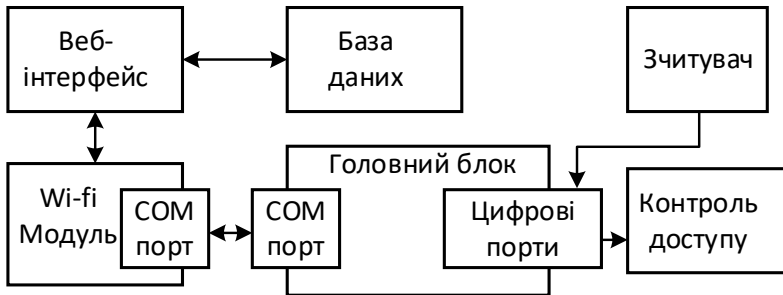 Веб-
інтерфейс
База
даних
Зчитувач
Wi-fi
Модуль
COM
порт
COM
порт
Головний блок
Цифрові
порти
Контроль
доступу